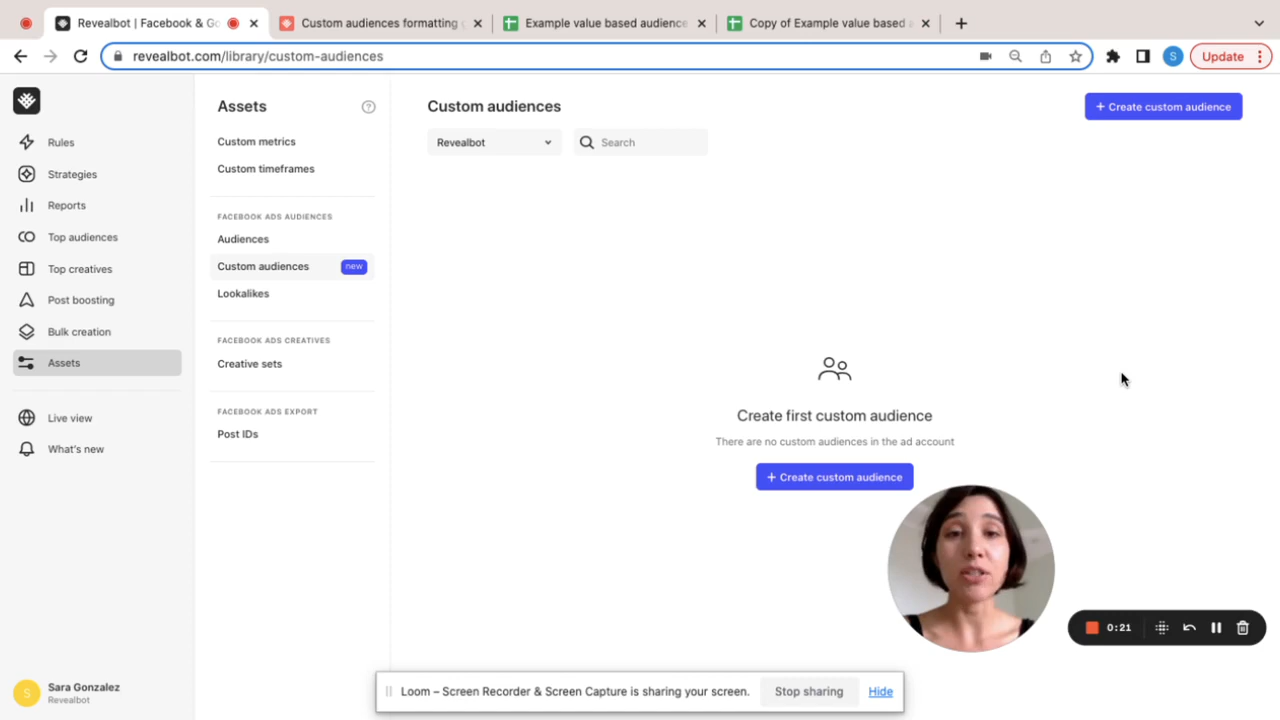 Revealbot | Facebook & Go
Custom audiences formatting g
Example value based audience
Copy of Example value based a
revealbot.com/library/custom-audiences
S
Update
Rules
Strategies
Reports
Top audiences
Top creatives
Post boosting
Bulk creation
Assets
Live view
What's new
S
Sara Gonzalez
Revealbot
Assets
?
Custom metrics
Custom timeframes
FACEBOOK ADS AUDIENCES
Audiences
Custom audiences new
Lookalikes
FACEBOOK ADS CREATIVES
Creative sets
FACEBOOK ADS EXPORT
Post IDs
Custom audiences
+ Create custom audience
Revealbot
Search
Create first custom audience
There are no custom audiences in the ad account
+ Create custom audience
0:21
Loom – Screen Recorder & Screen Capture is sharing your screen.
Stop sharing
Hide